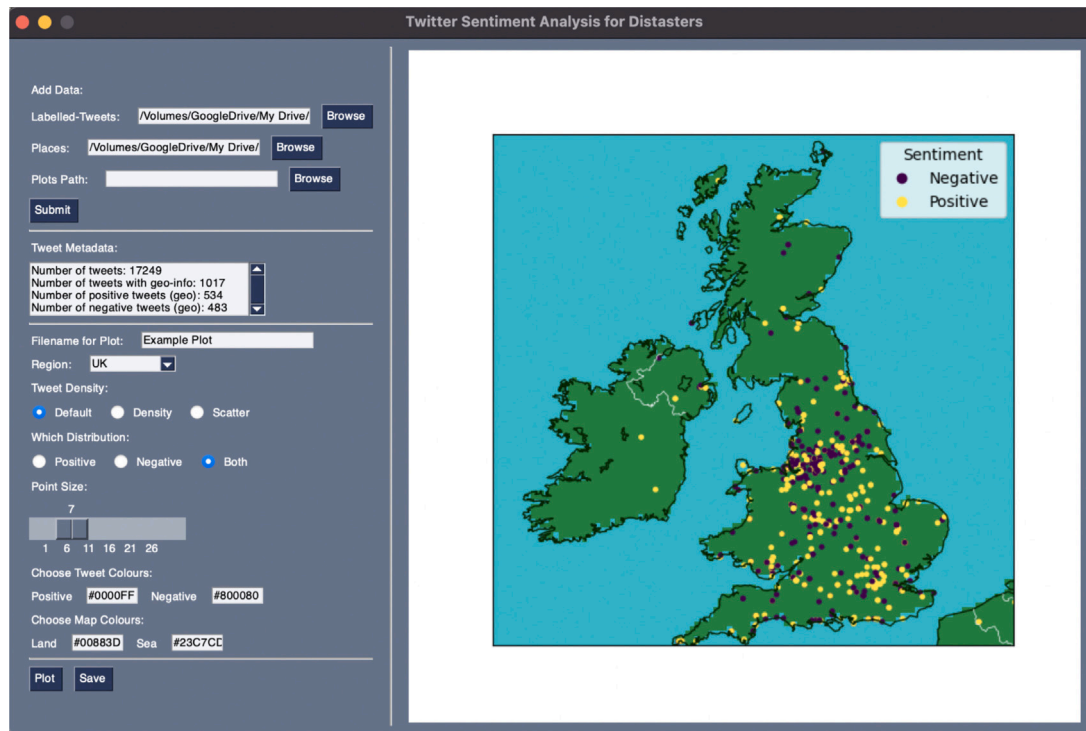 Twitter Sentiment Analysis for Distasters
Add Data:
Labelled-Tweets: /Volumes/GoogleDrive/My Drive/ Browse
Places: /Volumes/GoogleDrive/My Drive/ Browse
Plots Path: Browse
Submit
Tweet Metadata:
Number of tweets: 17249
Number of tweets with geo-info: 1017
Number of positive tweets (geo): 534
Number of negative tweets (geo): 483
Filename for Plot: Example Plot
Region: UK
Tweet Density:
Default Density Scatter
Which Distribution:
Positive Negative Both
Point Size:
7
1 6 11 16 21 26
Choose Tweet Colours:
Positive #0000FF Negative #800080
Choose Map Colours:
Land #00883D Sea #23C7CD
Plot Save
Sentiment
Negative
Positive